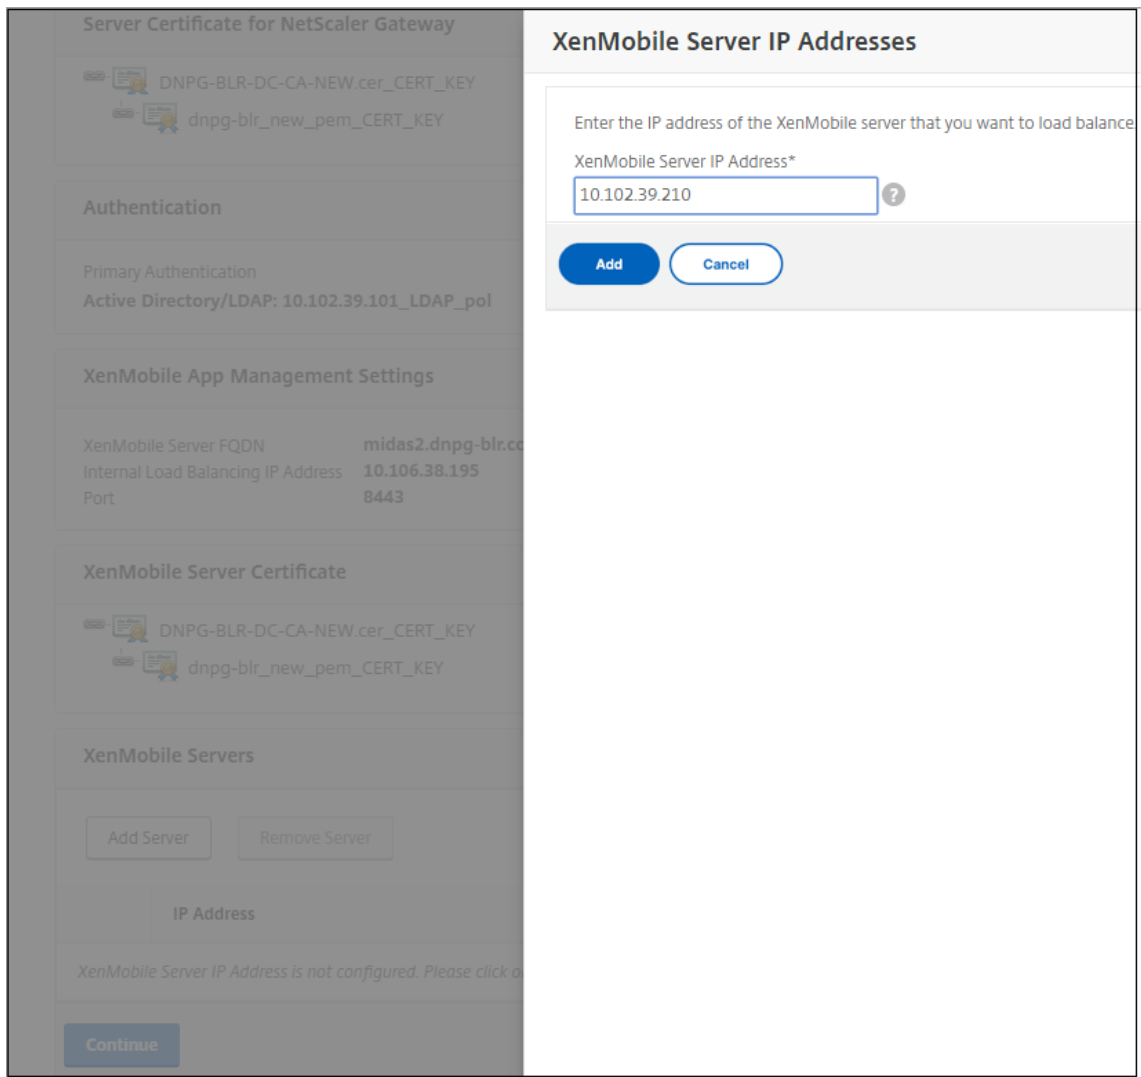 Server Certificate for NetScaler Gateway
DNPG-BLR-DC-CA-NEW.cer_CERT_KEY
dnpg-blr_new_pem_CERT_KEY
Authentication
Primary Authentication
Active Directory/LDAP: 10.102.39.101_LDAP_pol
XenMobile App Management Settings
XenMobile Server FQDN midas2.dnpg-blr.cc
Internal Load Balancing IP Address 10.106.38.195
Port 8443
XenMobile Server Certificate
DNPG-BLR-DC-CA-NEW.cer_CERT_KEY
dnpg-blr_new_pem_CERT_KEY
XenMobile Servers
Add Server Remove Server
IP Address
XenMobile Server IP Address is not configured. Please click
Continue
XenMobile Server IP Addresses
Enter the IP address of the XenMobile server that you want to load balance
XenMobile Server IP Address*
10.102.39.210 ?
Add Cancel